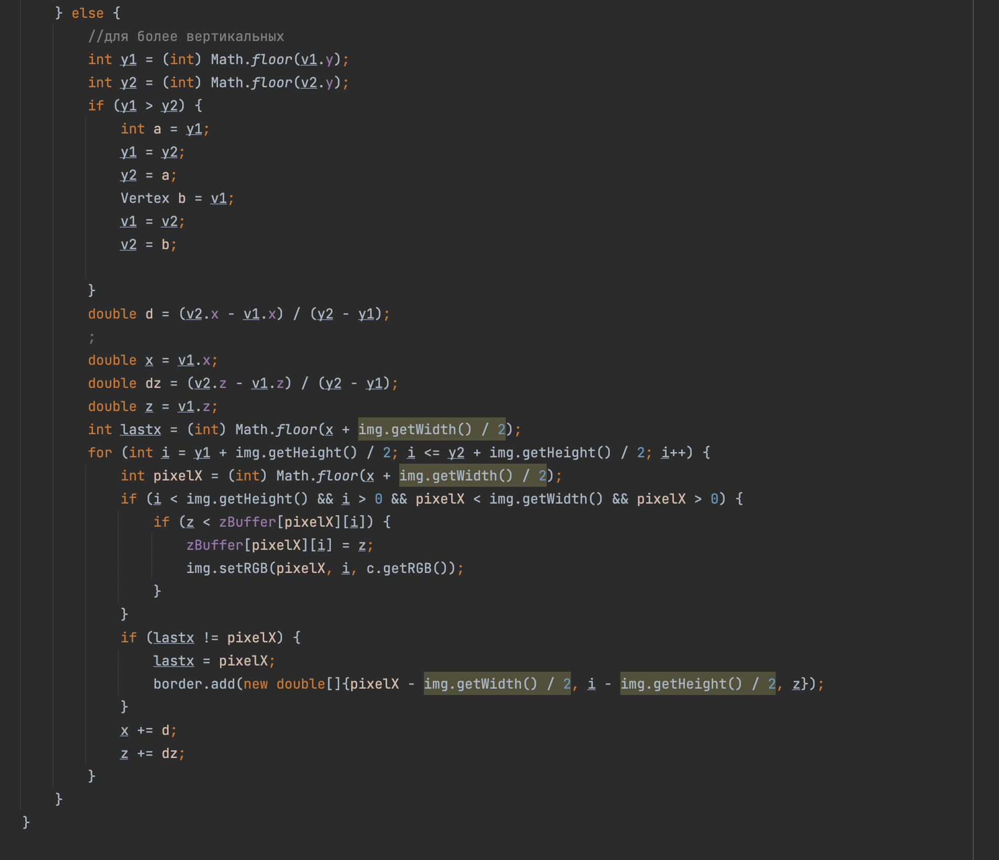 } else {
//для более вертикальных
int y1 = (int) Math.floor(v1.y);
int y2 = (int) Math.floor(v2.y);
if (y1 > y2) {
int a = y1;
y1 = y2;
y2 = a;
Vertex b = v1;
v1 = v2;
v2 = b;
}
double d = (v2.x - v1.x) / (y2 - y1);
;
double x = v1.x;
double dz = (v2.z - v1.z) / (y2 - y1);
double z = v1.z;
int lastx = (int) Math.floor(x + img.getWidth() / 2);
for (int i = y1 + img.getHeight() / 2; i <= y2 + img.getHeight() / 2; i++) {
int pixelX = (int) Math.floor(x + img.getWidth() / 2);
if (i < img.getHeight() && i > 0 && pixelX < img.getWidth() && pixelX > 0) {
if (z < zBuffer[pixelX][i]) {
zBuffer[pixelX][i] = z;
img.setRGB(pixelX, i, c.getRGB());
}
}
if (lastx != pixelX) {
lastx = pixelX;
border.add(new double[]{pixelX - img.getWidth() / 2, i - img.getHeight() / 2, z});
}
x += d;
z += dz;
}
}
}